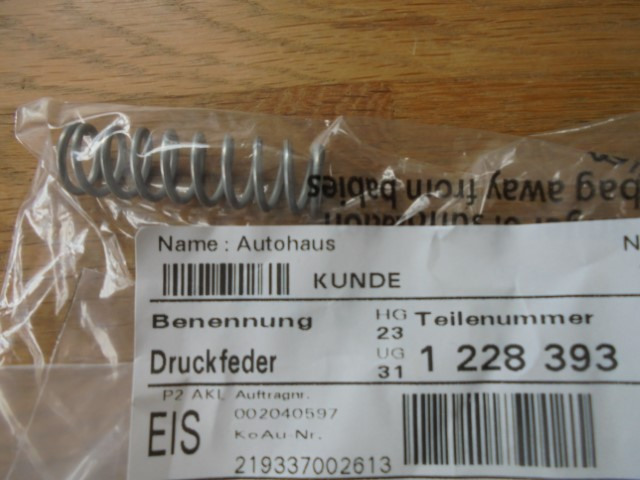 bag away from babies
suffocation
Name : Autohaus
N
KUNDE
Benennung HG 23 Teilenummer
Druckfeder UG 31 1 228 393
P2 AKL Auftragnr.
EIS 002040597
KoAu-Nr.
219337002613